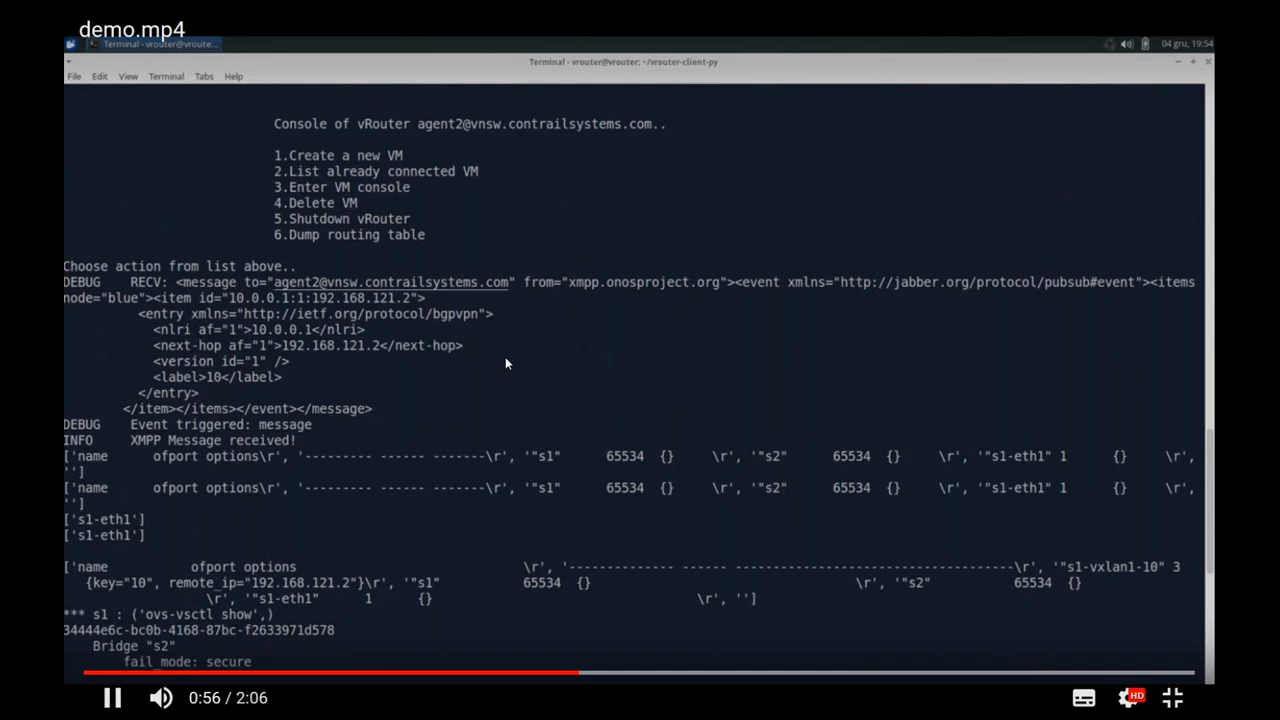 demo.mp4
Terminal - vrouter@vroute...
04 gru, 19:54
Terminal - vrouter@vrouter: ~/vrouter-client-py
File Edit View Terminal Tabs Help
Console of vRouter agent2@vnsw.contrailsystems.com..
1.Create a new VM
2.List already connected VM
3.Enter VM console
4.Delete VM
5.Shutdown vRouter
6.Dump routing table
Choose action from list above..
DEBUG RECV: <message to="agent2@vnsw.contrailsystems.com" from="xmpp.onosproject.org"><event xmlns="http://jabber.org/protocol/pubsub#event"><items
node="blue"><item id="10.0.0.1:1:192.168.121.2">
<entry xmlns="http://ietf.org/protocol/bgpvpn">
<nlri af="1">10.0.0.1</nlri>
<next-hop af="1">192.168.121.2</next-hop>
<version id="1" />
<label>10</label>
</entry>
</item></items></event></message>
DEBUG Event triggered: message
INFO XMPP Message received!
['name ofport options\r', '--------- ------ -------\r', '"s1" 65534 {} \r', '"s2" 65534 {} \r', '"s1-eth1" 1 {} \r',
'']
['name ofport options\r', '--------- ------ -------\r', '"s1" 65534 {} \r', '"s2" 65534 {} \r', '"s1-eth1" 1 {} \r',
'']
['s1-eth1']
['s1-eth1']
['name ofport options \r', '-------------- ------ ------------------------------------\r', '"s1-vxlan1-10" 3
{key="10", remote_ip="192.168.121.2"}\r', '"s1" 65534 {} \r', '"s2" 65534 {}
\r', '"s1-eth1" 1 {} \r', '']
*** s1 : ('ovs-vsctl show',)
34444e6c-bc0b-4168-87bc-f2633971d578
Bridge "s2"
fail_mode: secure
0:56 / 2:06
HD